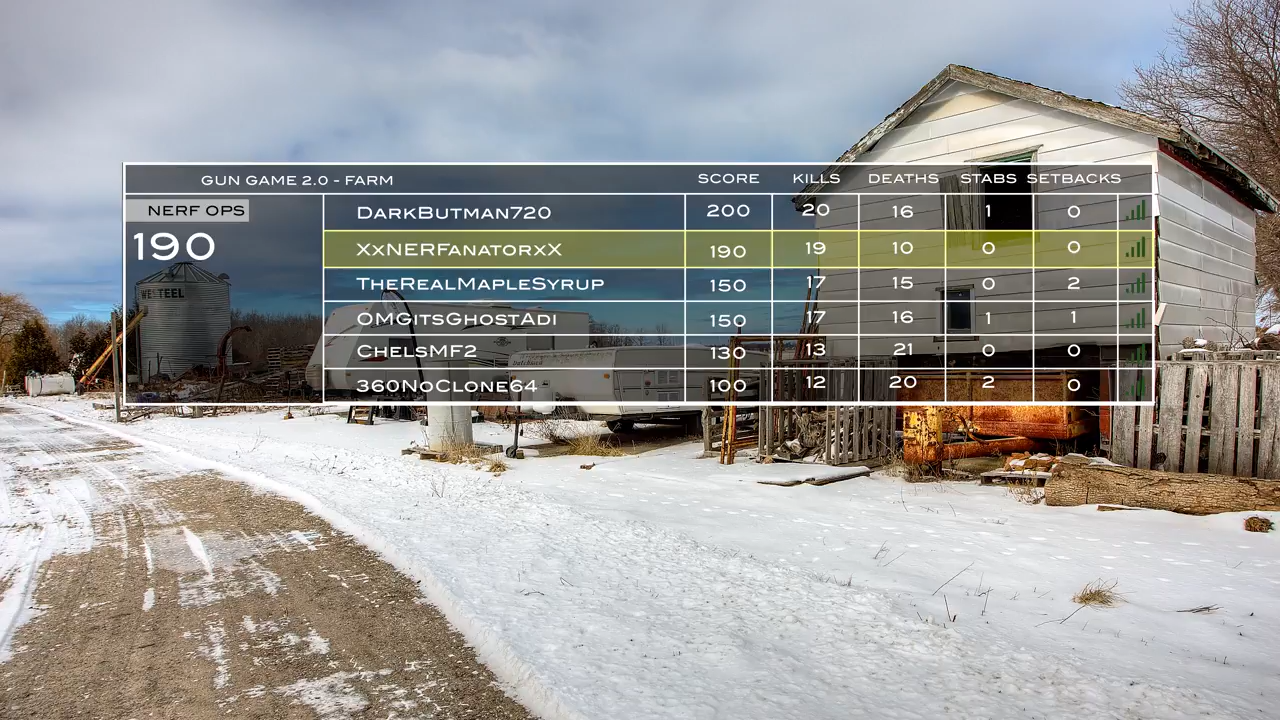 GUN GAME 2.0 - FARM SCORE KILLS DEATHS STABS SETBACKS
NERF OPS
190
DarkButman720 200 20 16 1 0
XxNERFanatorxX 190 19 10 0 0
TheRealMapleSyrup 150 17 15 0 2
OMGitsGhostAdi 150 17 16 1 1
ChelsMF2 130 13 21 0 0
360NoClone64 100 12 20 2 0
WESTEEL